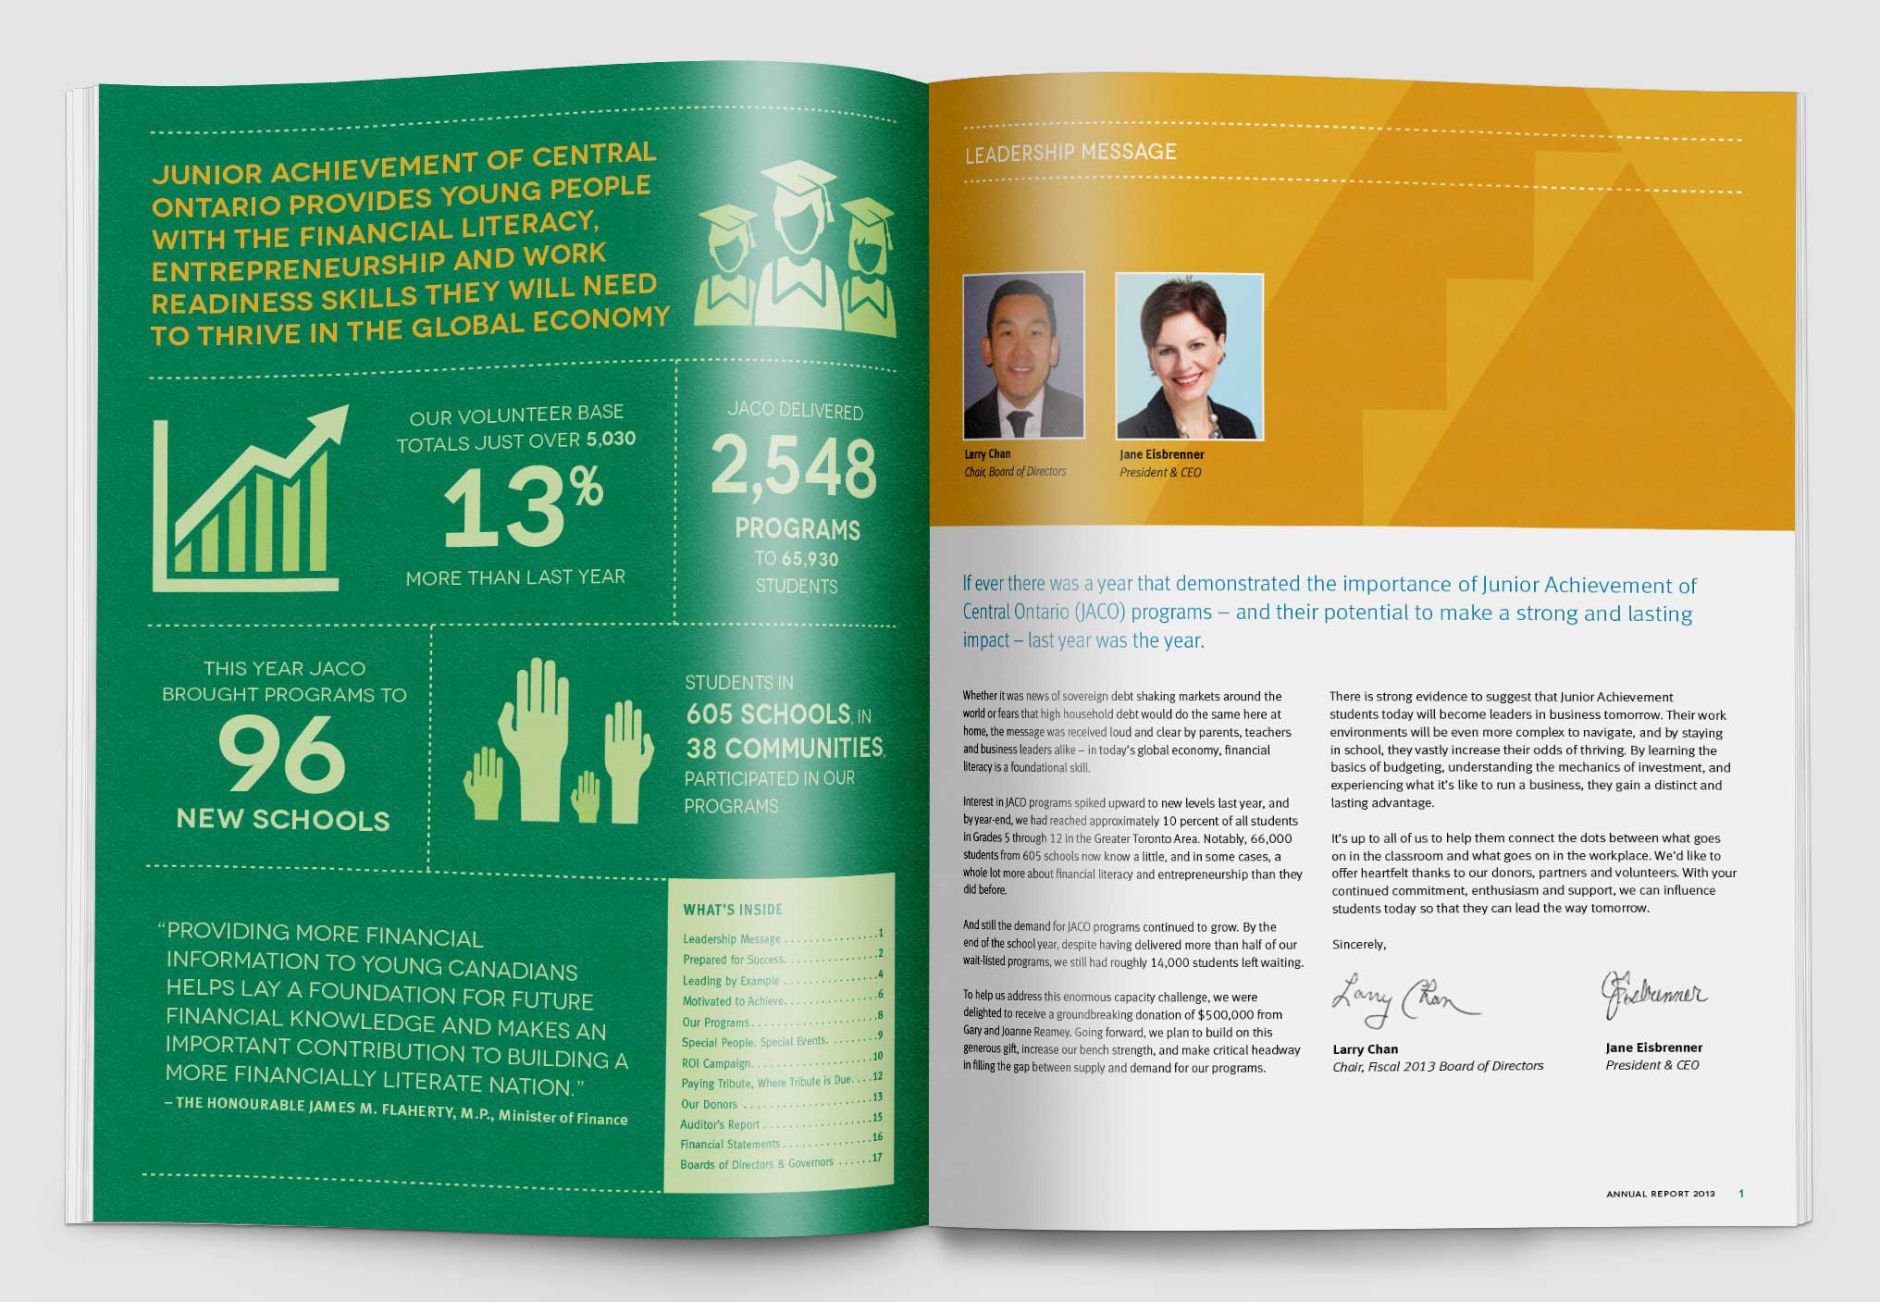 JUNIOR ACHIEVEMENT OF CENTRAL
ONTARIO PROVIDES YOUNG PEOPLE
WITH THE FINANCIAL LITERACY,
ENTREPRENEURSHIP AND WORK
READINESS SKILLS THEY WILL NEED
TO THRIVE IN THE GLOBAL ECONOMY
OUR VOLUNTEER BASE
TOTALS JUST OVER 5,030
13%
MORE THAN LAST YEAR
JACO DELIVERED
2,548
PROGRAMS
TO 65,930
STUDENTS
THIS YEAR JACO
BROUGHT PROGRAMS TO
96
NEW SCHOOLS
STUDENTS IN
605 SCHOOLS, IN
38 COMMUNITIES,
PARTICIPATED IN OUR
PROGRAMS
“PROVIDING MORE FINANCIAL
INFORMATION TO YOUNG CANADIANS
HELPS LAY A FOUNDATION FOR FUTURE
FINANCIAL KNOWLEDGE AND MAKES AN
IMPORTANT CONTRIBUTION TO BUILDING A
MORE FINANCIALLY LITERATE NATION.”
– THE HONOURABLE JAMES M. FLAHERTY, M.P., Minister of Finance
WHAT'S INSIDE
Leadership Message . . . . . . . . . . . . . . .1
Prepared for Success. . . . . . . . . . . . . . .2
Leading by Example . . . . . . . . . . . . . . .4
Motivated to Achieve. . . . . . . . . . . . . . .6
Our Programs. . . . . . . . . . . . . . . . . . . .8
Special People. Special Events. . . . . . . . .9
ROI Campaign. . . . . . . . . . . . . . . . . . .10
Paying Tribute, Where Tribute is Due. . . .12
Our Donors . . . . . . . . . . . . . . . . . . . .13
Auditor's Report . . . . . . . . . . . . . . . . .15
Financial Statements . . . . . . . . . . . . . .16
Boards of Directors & Governors . . . . . .17
LEADERSHIP MESSAGE
Larry Chan
Chair, Board of Directors
Jane Eisbrenner
President & CEO
If ever there was a year that demonstrated the importance of Junior Achievement of
Central Ontario (JACO) programs – and their potential to make a strong and lasting
impact – last year was the year.
Whether it was news of sovereign debt shaking markets around the
world or fears that high household debt would do the same here at
home, the message was received loud and clear by parents, teachers
and business leaders alike – in today's global economy, financial
literacy is a foundational skill.
Interest in JACO programs spiked upward to new levels last year, and
by year-end, we had reached approximately 10 percent of all students
in Grades 5 through 12 in the Greater Toronto Area. Notably, 66,000
students from 605 schools now know a little, and in some cases, a
whole lot more about financial literacy and entrepreneurship than they
did before.
And still the demand for JACO programs continued to grow. By the
end of the school year, despite having delivered more than half of our
wait-listed programs, we still had roughly 14,000 students left waiting.
To help us address this enormous capacity challenge, we were
delighted to receive a groundbreaking donation of $500,000 from
Gary and Joanne Reamey. Going forward, we plan to build on this
generous gift, increase our bench strength, and make critical headway
in filling the gap between supply and demand for our programs.
There is strong evidence to suggest that Junior Achievement
students today will become leaders in business tomorrow. Their work
environments will be even more complex to navigate, and by staying
in school, they vastly increase their odds of thriving. By learning the
basics of budgeting, understanding the mechanics of investment, and
experiencing what it's like to run a business, they gain a distinct and
lasting advantage.
It's up to all of us to help them connect the dots between what goes
on in the classroom and what goes on in the workplace. We'd like to
offer heartfelt thanks to our donors, partners and volunteers. With your
continued commitment, enthusiasm and support, we can influence
students today so that they can lead the way tomorrow.
Sincerely,
Larry Chan
JEisbrenner
Larry Chan
Chair, Fiscal 2013 Board of Directors
Jane Eisbrenner
President & CEO
ANNUAL REPORT 2013 1